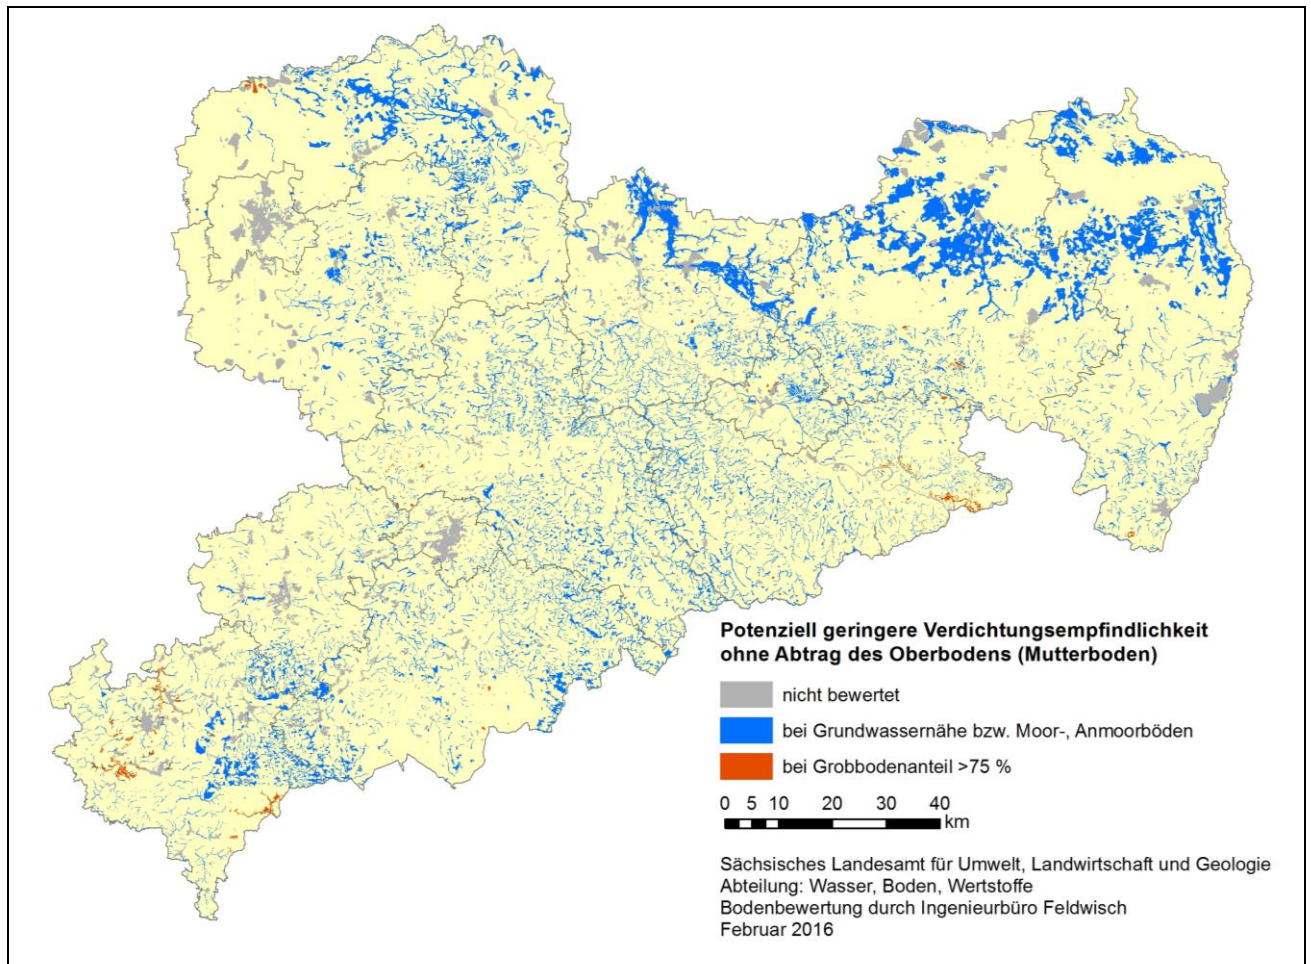 Potenziell geringere Verdichtungsempfindlichkeit
ohne Abtrag des Oberbodens (Mutterboden)
nicht bewertet
bei Grundwassernähe bzw. Moor-, Anmoorböden
bei Grobbodenanteil >75 %
0 5 10 20 30 40
km
Sächsisches Landesamt für Umwelt, Landwirtschaft und Geologie
Abteilung: Wasser, Boden, Wertstoffe
Bodenbewertung durch Ingenieurbüro Feldwisch
Februar 2016